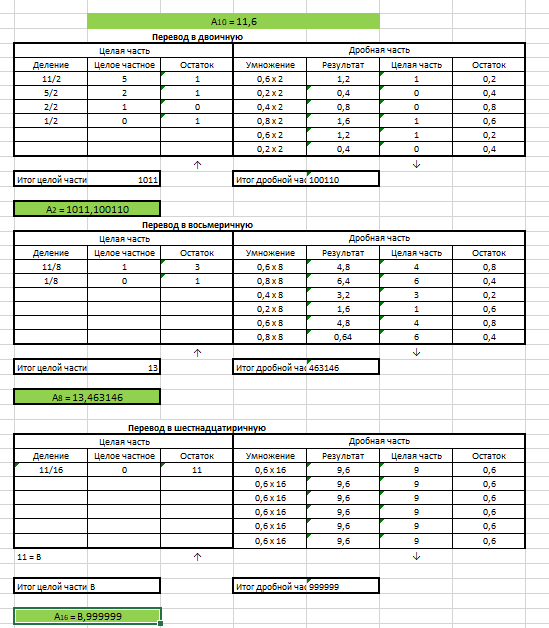 A10 = 11,6
Перевод в двоичную
Целая часть Дробная часть
Деление Целое частное Остаток Умножение Результат Целая часть Остаток
11/2 5 1 0,6 x 2 1,2 1 0,2
5/2 2 1 0,2 x 2 0,4 0 0,4
2/2 1 0 0,4 x 2 0,8 0 0,8
1/2 0 1 0,8 x 2 1,6 1 0,6
0,6 x 2 1,2 1 0,2
0,2 x 2 0,4 0 0,4
↑ ↓
Итог целой части 1011 Итог дробной час 100110
A2 = 1011,100110
Перевод в восьмеричную
Целая часть Дробная часть
Деление Целое частное Остаток Умножение Результат Целая часть Остаток
11/8 1 3 0,6 x 8 4,8 4 0,8
1/8 0 1 0,8 x 8 6,4 6 0,4
0,4 x 8 3,2 3 0,2
0,2 x 8 1,6 1 0,6
0,6 x 8 4,8 4 0,8
0,8 x 8 0,64 6 0,4
↑ ↓
Итог целой части 13 Итог дробной час 463146
A8 = 13,463146
Перевод в шестнадцатиричную
Целая часть Дробная часть
Деление Целое частное Остаток Умножение Результат Целая часть Остаток
11/16 0 11 0,6 x 16 9,6 9 0,6
0,6 x 16 9,6 9 0,6
0,6 x 16 9,6 9 0,6
0,6 x 16 9,6 9 0,6
0,6 x 16 9,6 9 0,6
0,6 x 16 9,6 9 0,6
11 = B ↑ ↓
Итог целой части B Итог дробной час 999999
A16 = B,999999